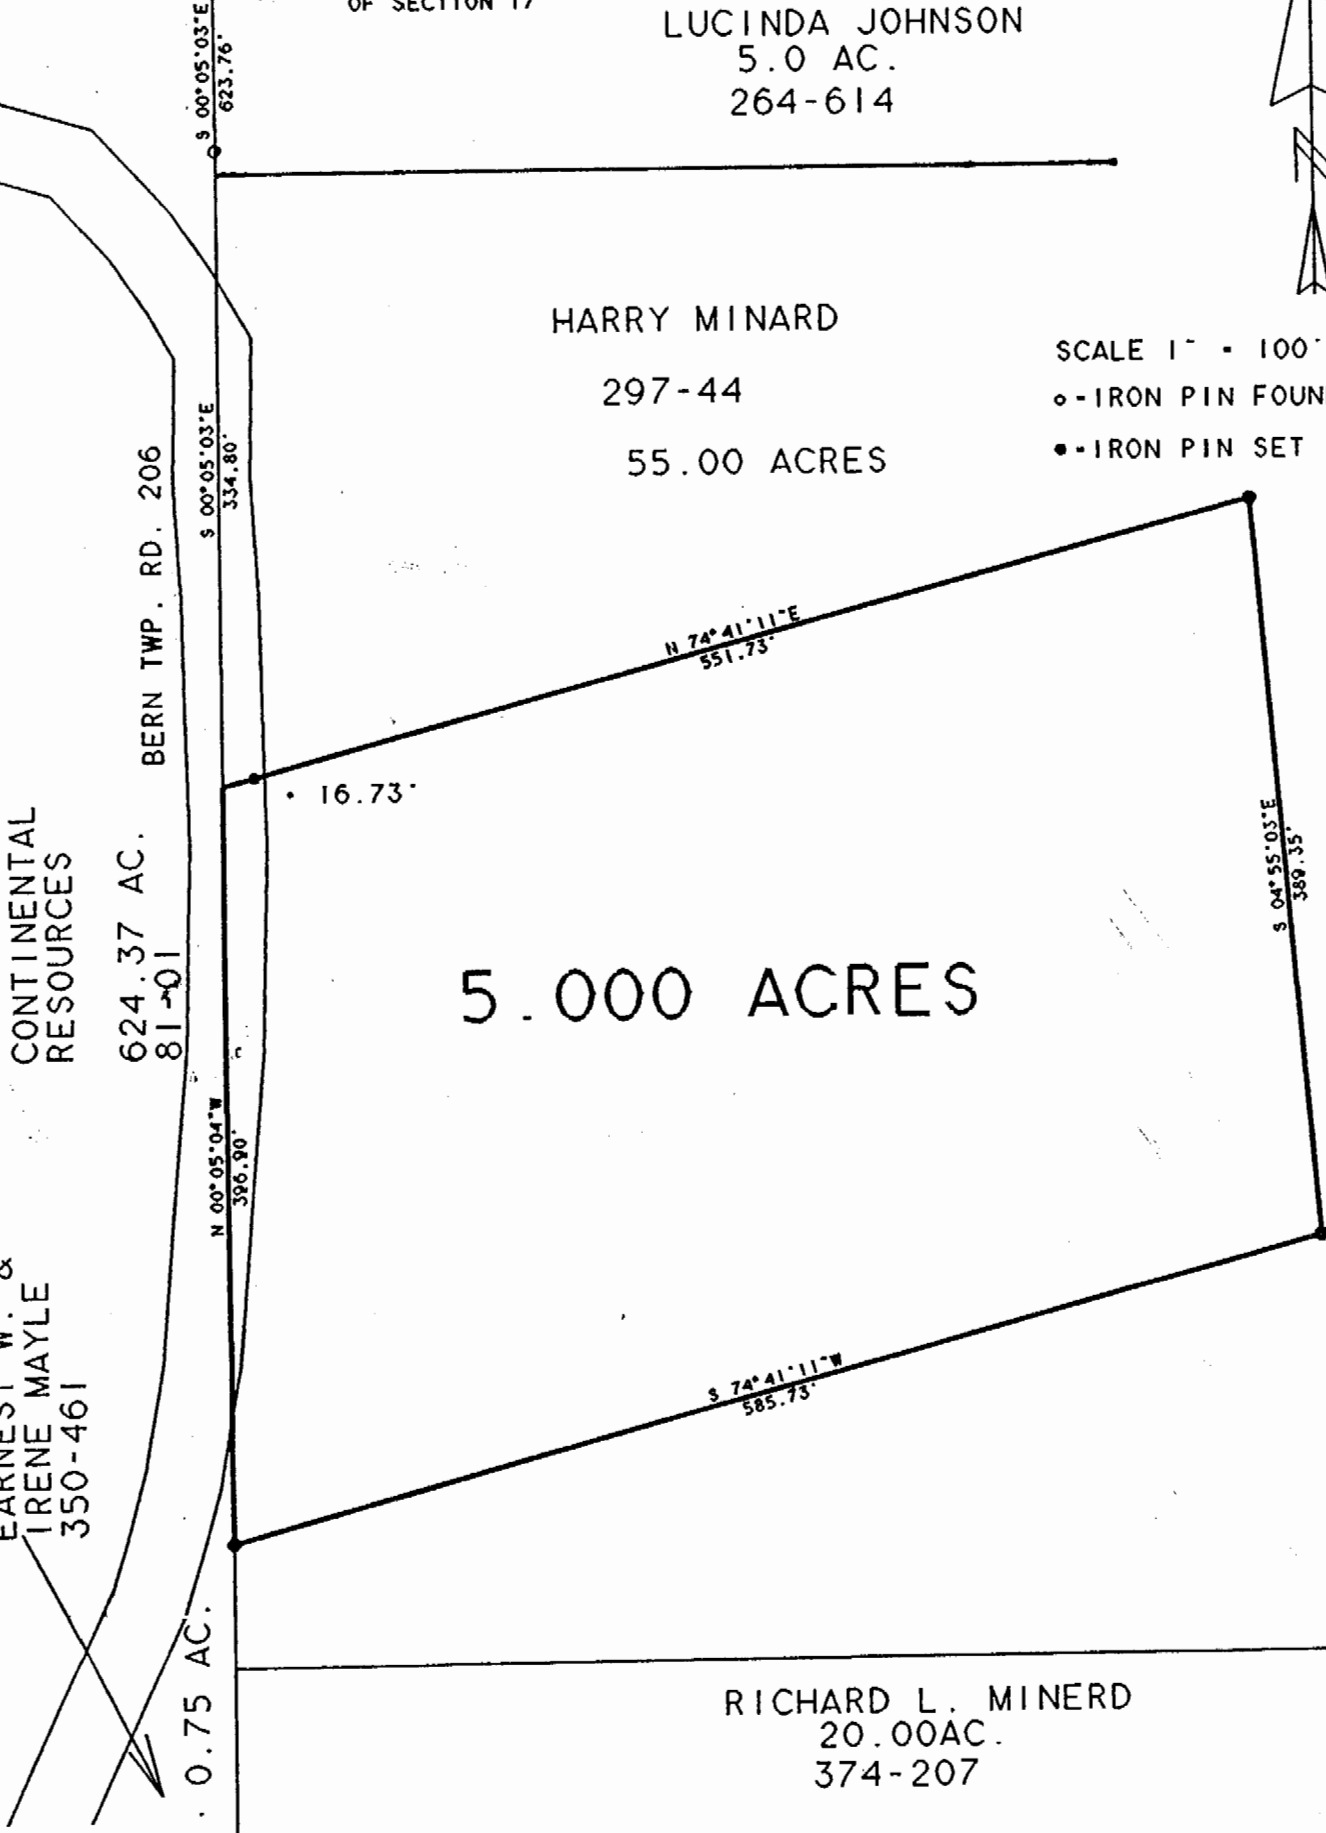 OF SECTION 17
LUCINDA JOHNSON
5.0 AC.
264-614
S 00°05'03"E
623.76'
HARRY MINARD
297-44
55.00 ACRES
SCALE 1" = 100'
o-IRON PIN FOUN
●-IRON PIN SET
S 00°05'03"E
334.80'
BERN TWP. RD. 206
N 74°41'11"E
551.73'
16.73'
S 04°55'03"E
389.35'
CONTINENTAL
RESOURCES
624.37 AC.
81-01
5.000 ACRES
N 00°05'04"W
396.90'
S 74°41'11"W
585.73'
EARNEST W. &
IRENE MAYLE
350-461
0.75 AC.
RICHARD L. MINERD
20.00AC.
374-207